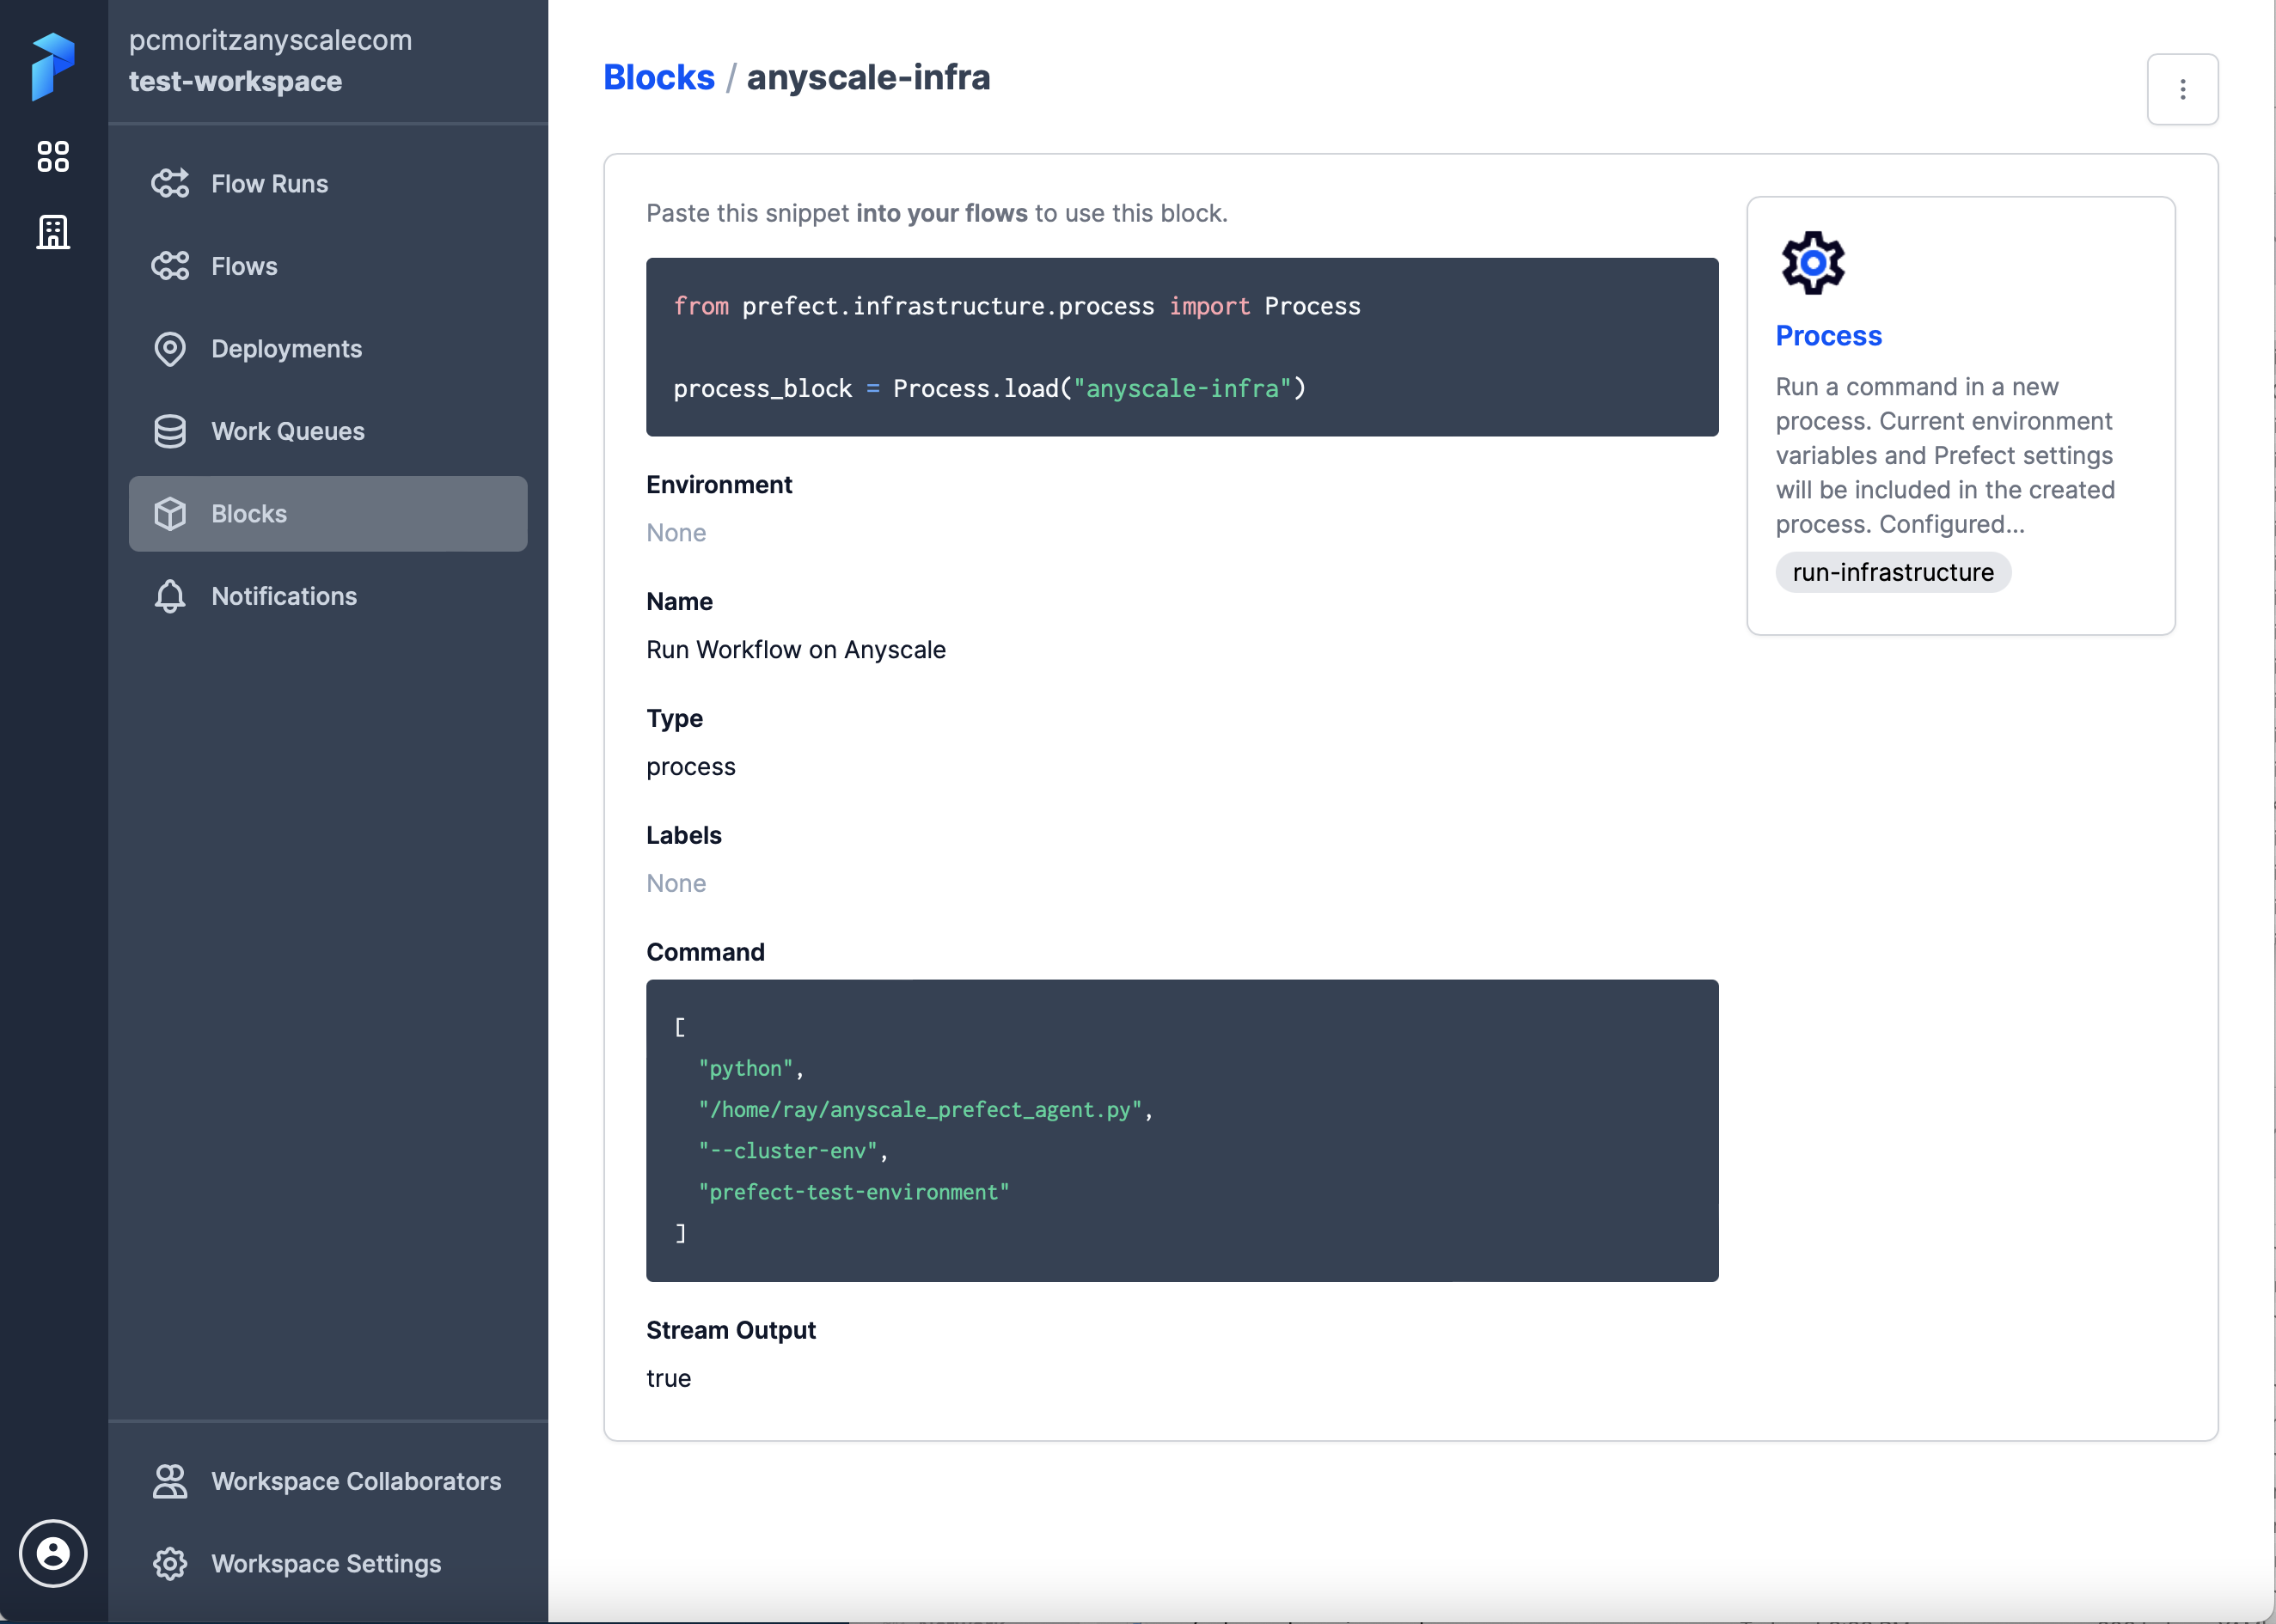 pcmoritzanyscalecom
test-workspace
Flow Runs
Flows
Deployments
Work Queues
Blocks
Notifications
Workspace Collaborators
Workspace Settings
Blocks / anyscale-infra
Paste this snippet into your flows to use this block.
from prefect.infrastructure.process import Process
process_block = Process.load("anyscale-infra")
Environment
None
Name
Run Workflow on Anyscale
Type
process
Labels
None
Command
[
"python",
"/home/ray/anyscale_prefect_agent.py",
"--cluster-env",
"prefect-test-environment"
]
Stream Output
true
Process
Run a command in a new
process. Current environment
variables and Prefect settings
will be included in the created
process. Configured...
run-infrastructure